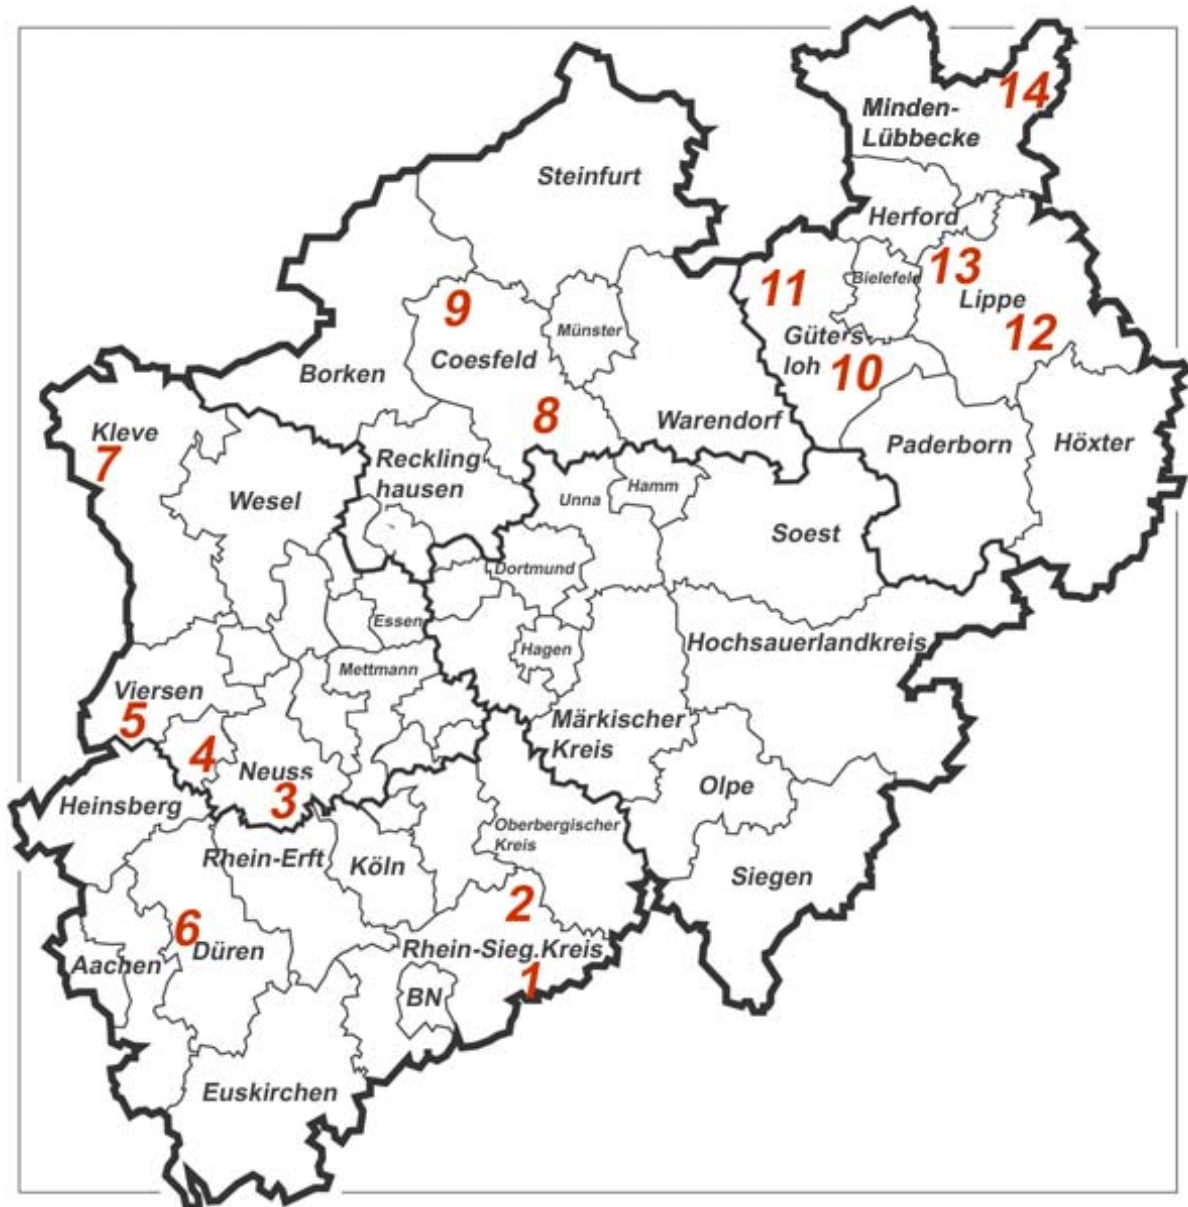 14
Minden-
Lübbecke
Steinfurt
Herford
13
11
Bielefeld
9
Lippe
12
Münster
Güters-
loh
10
Coesfeld
Borken
8
Warendorf
Kleve
7
Paderborn
Höxter
Reckling
hausen
Hamm
Unna
Wesel
Soest
Dortmund
Essen
Hagen
Hochsauerlandkreis
Mettmann
Viersen
5
Märkischer
Kreis
4
Neuss
3
Olpe
Heinsberg
Oberbergischer
Kreis
Rhein-Erft
Köln
Siegen
2
6
Düren
Rhein-Sieg.Kreis
Aachen
1
BN
Euskirchen